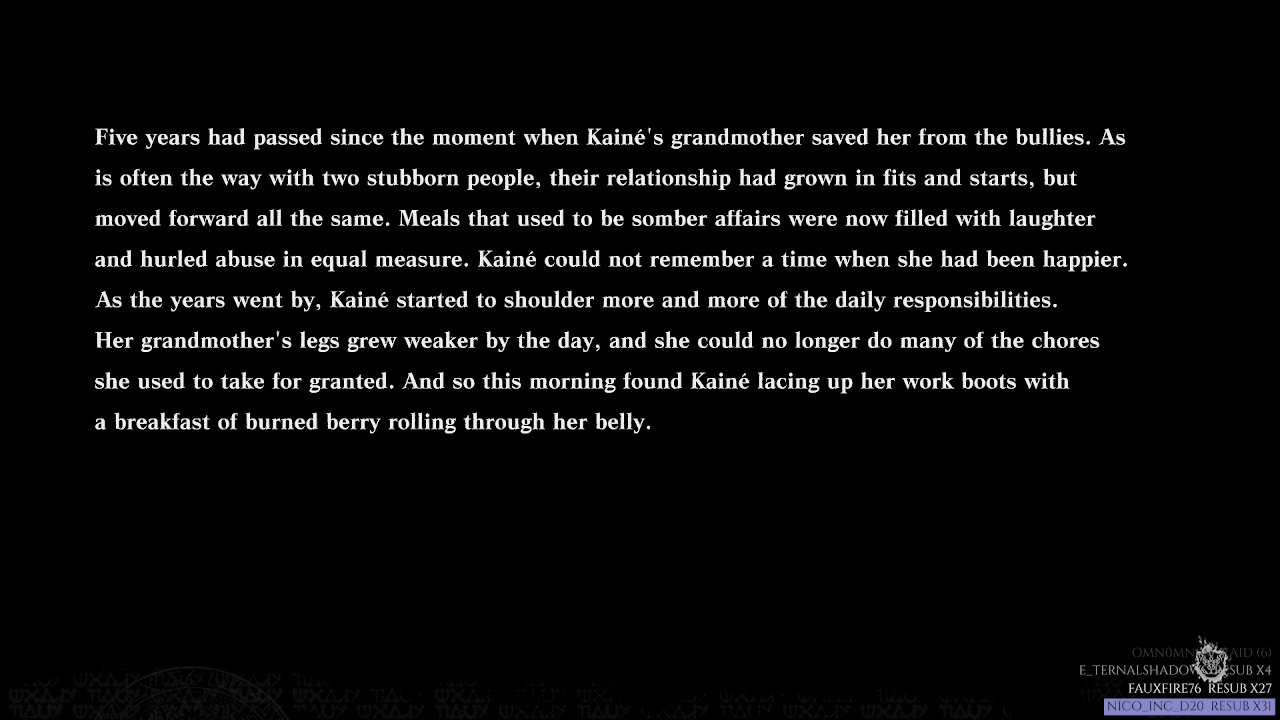 Five years had passed since the moment when Kainé's grandmother saved her from the bullies. As
is often the way with two stubborn people, their relationship had grown in fits and starts, but
moved forward all the same. Meals that used to be somber affairs were now filled with laughter
and hurled abuse in equal measure. Kainé could not remember a time when she had been happier.
As the years went by, Kainé started to shoulder more and more of the daily responsibilities.
Her grandmother's legs grew weaker by the day, and she could no longer do many of the chores
she used to take for granted. And so this morning found Kainé lacing up her work boots with
a breakfast of burned berry rolling through her belly.
(6)
X4
FAUXFIRE76 RESUB X27
NICO_INC_D20 RESUB X31